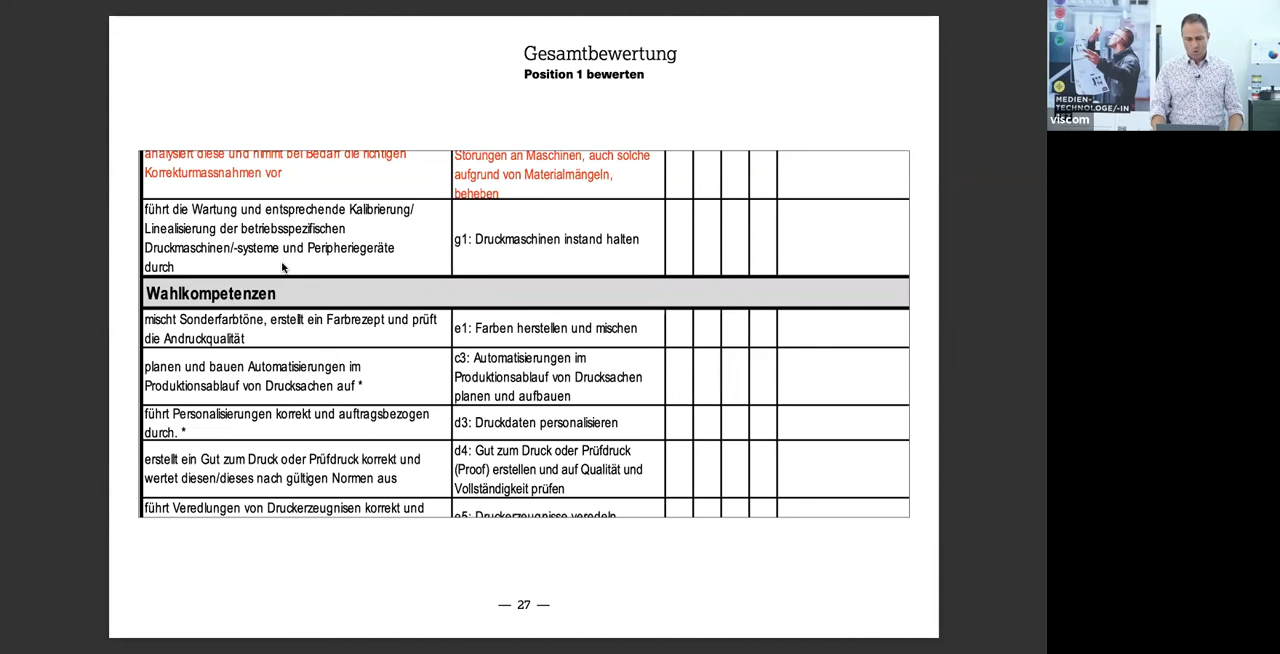 Gesamtbewertung
Position 1 bewerten
analysiert diese und nimmt bei Bedarf die richtigen
Korrekturmassnahmen vor
Störungen an Maschinen, auch solche
aufgrund von Materialmängeln,
beheben
führt die Wartung und entsprechende Kalibrierung/
Linealisierung der betriebsspezifischen
Druckmaschinen/-systeme und Peripheriegeräte
durch
g1: Druckmaschinen instand halten
Wahlkompetenzen
mischt Sonderfarbtöne, erstellt ein Farbrezept und prüft
die Andruckqualität
e1: Farben herstellen und mischen
planen und bauen Automatisierungen im
Produktionsablauf von Drucksachen auf *
c3: Automatisierungen im
Produktionsablauf von Drucksachen
planen und aufbauen
führt Personalisierungen korrekt und auftragsbezogen
durch. *
d3: Druckdaten personalisieren
erstellt ein Gut zum Druck oder Prüfdruck korrekt und
wertet diesen/dieses nach gültigen Normen aus
d4: Gut zum Druck oder Prüfdruck
(Proof) erstellen und auf Qualität und
Vollständigkeit prüfen
führt Veredlungen von Druckerzeugnisen korrekt und
e5: Druckerzeugnisse veredeln
— 27 —
MEDIEN-
TECHNOLOGE/-IN
viscom